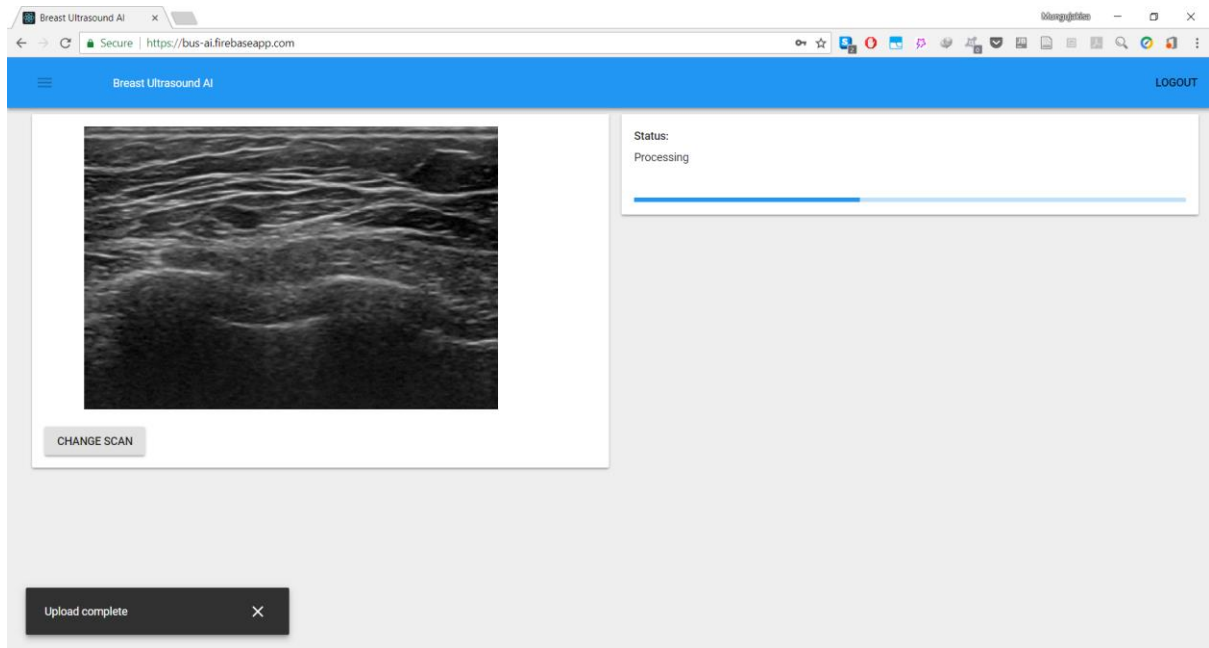 Breast Ultrasound AI
Secure | https://bus-ai.firebaseapp.com
Breast Ultrasound AI
LOGOUT
Status:
Processing
CHANGE SCAN
Upload complete